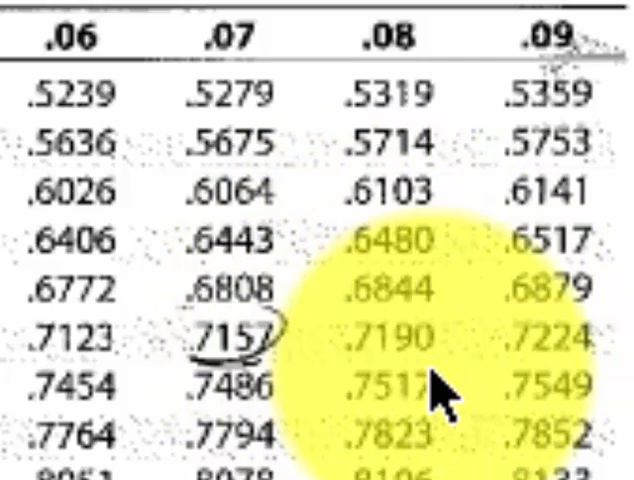 .06 .07 .08 .09
.5239 .5279 .5319 .5359
.5636 .5675 .5714 .5753
.6026 .6064 .6103 .6141
.6406 .6443 .6480 .6517
.6772 .6808 .6844 .6879
.7123 .7157 .7190 .7224
.7454 .7486 .7517 .7549
.7764 .7794 .7823 .7852